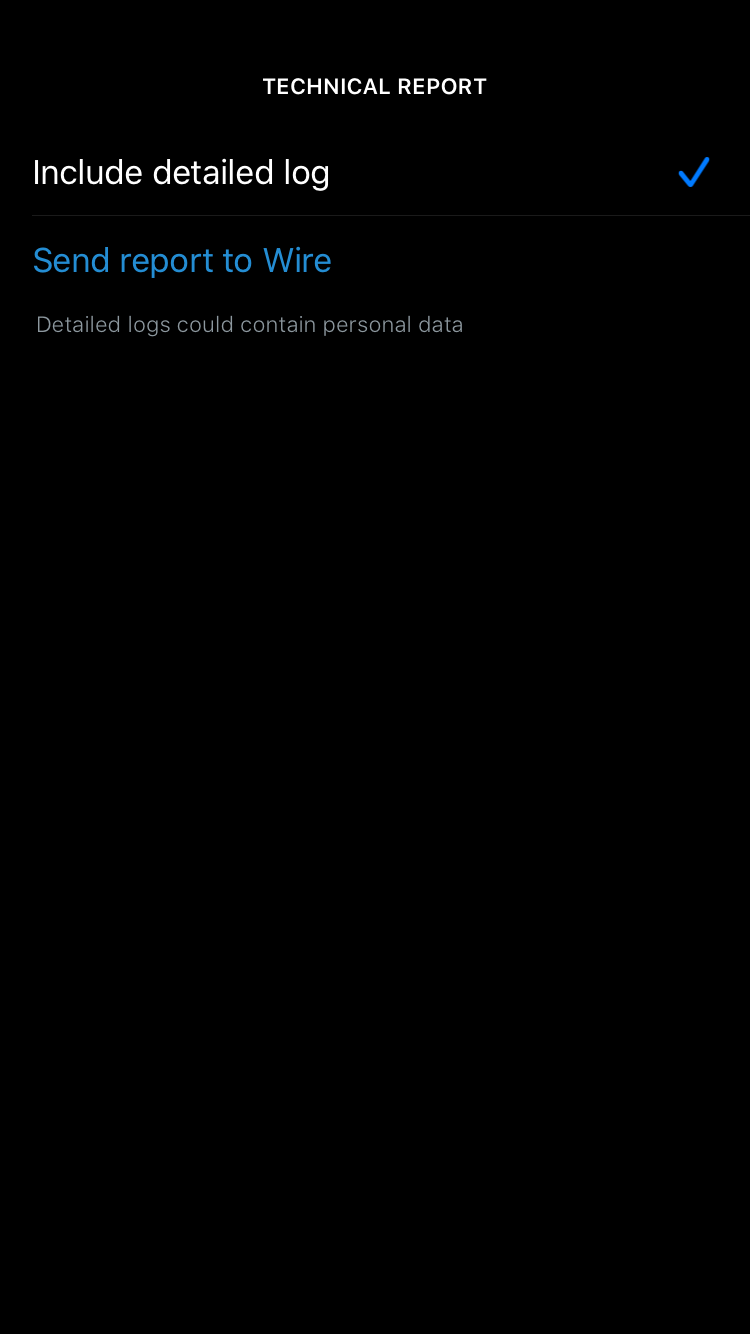 TECHNICAL REPORT
Include detailed log
Send report to Wire
Detailed logs could contain personal data